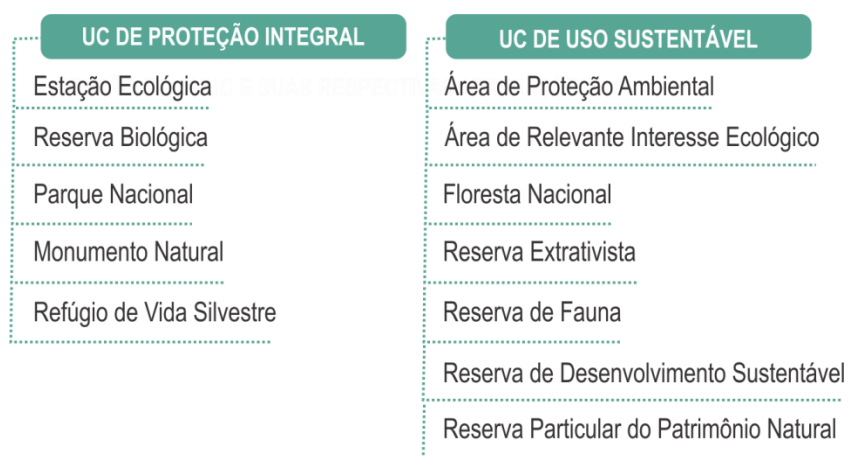 UC DE PROTEÇÃO INTEGRAL
Estação Ecológica
Reserva Biológica
Parque Nacional
Monumento Natural
Refúgio de Vida Silvestre
UC DE USO SUSTENTÁVEL
Área de Proteção Ambiental
Área de Relevante Interesse Ecológico
Floresta Nacional
Reserva Extrativista
Reserva de Fauna
Reserva de Desenvolvimento Sustentável
Reserva Particular do Patrimônio Natural